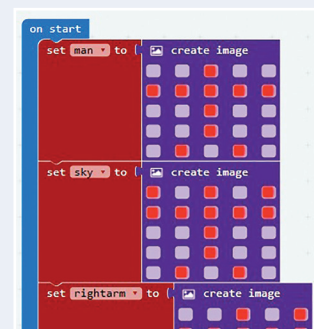 on start
set man to create image
set sky to create image
set rightarm to create image